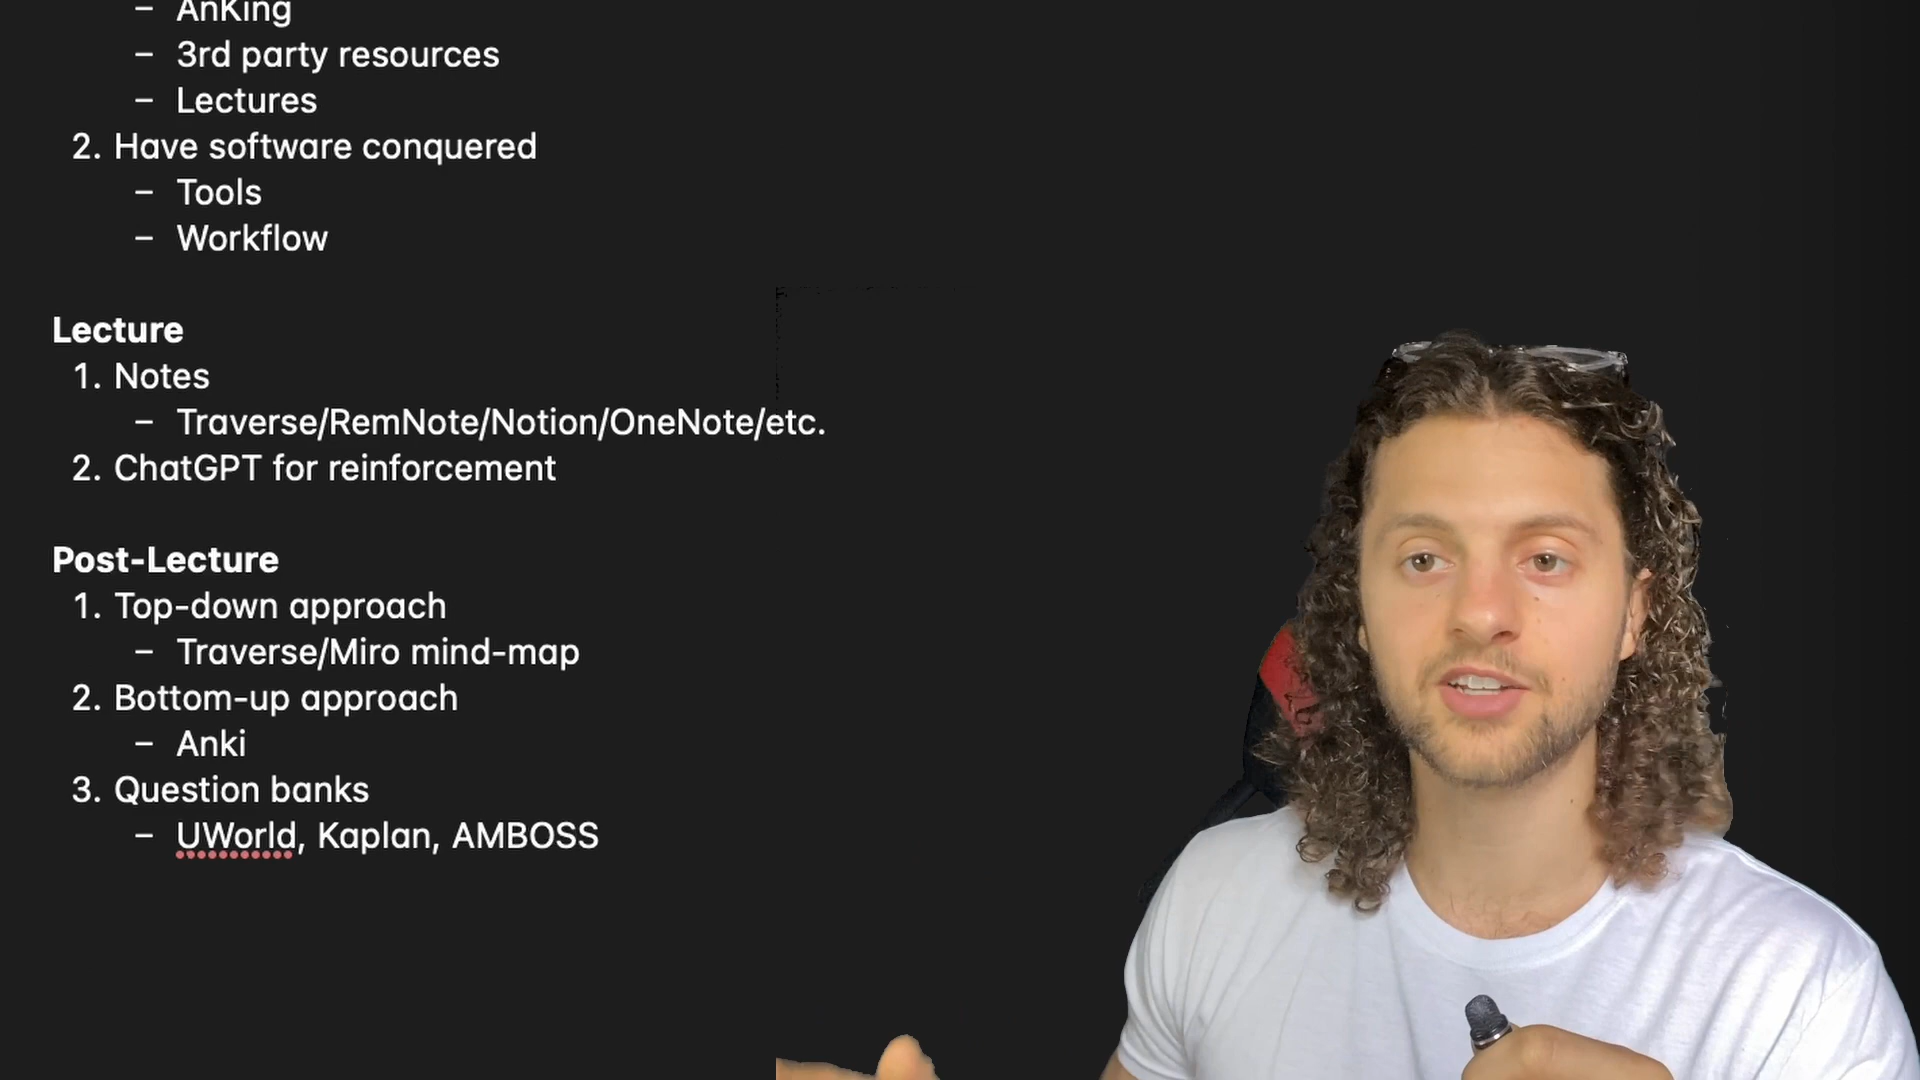 – AnKing
– 3rd party resources
– Lectures
2. Have software conquered
– Tools
– Workflow
Lecture
1. Notes
– Traverse/RemNote/Notion/OneNote/etc.
2. ChatGPT for reinforcement
Post-Lecture
1. Top-down approach
– Traverse/Miro mind-map
2. Bottom-up approach
– Anki
3. Question banks
– UWorld, Kaplan, AMBOSS